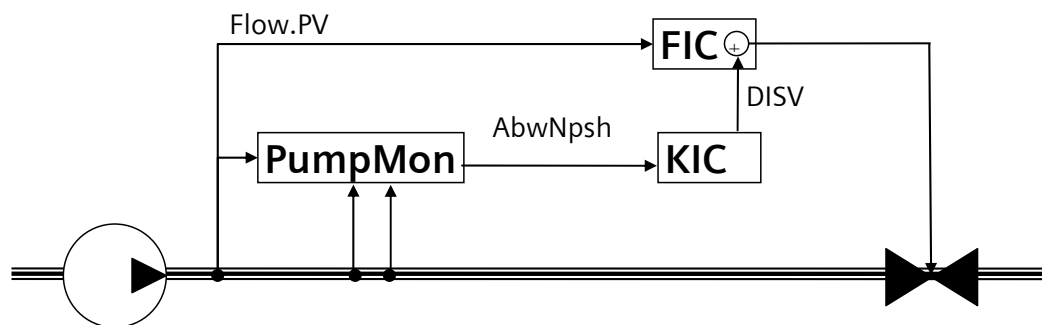 Flow.PV
FIC
+
DISV
AbwNpsh
PumpMon
KIC